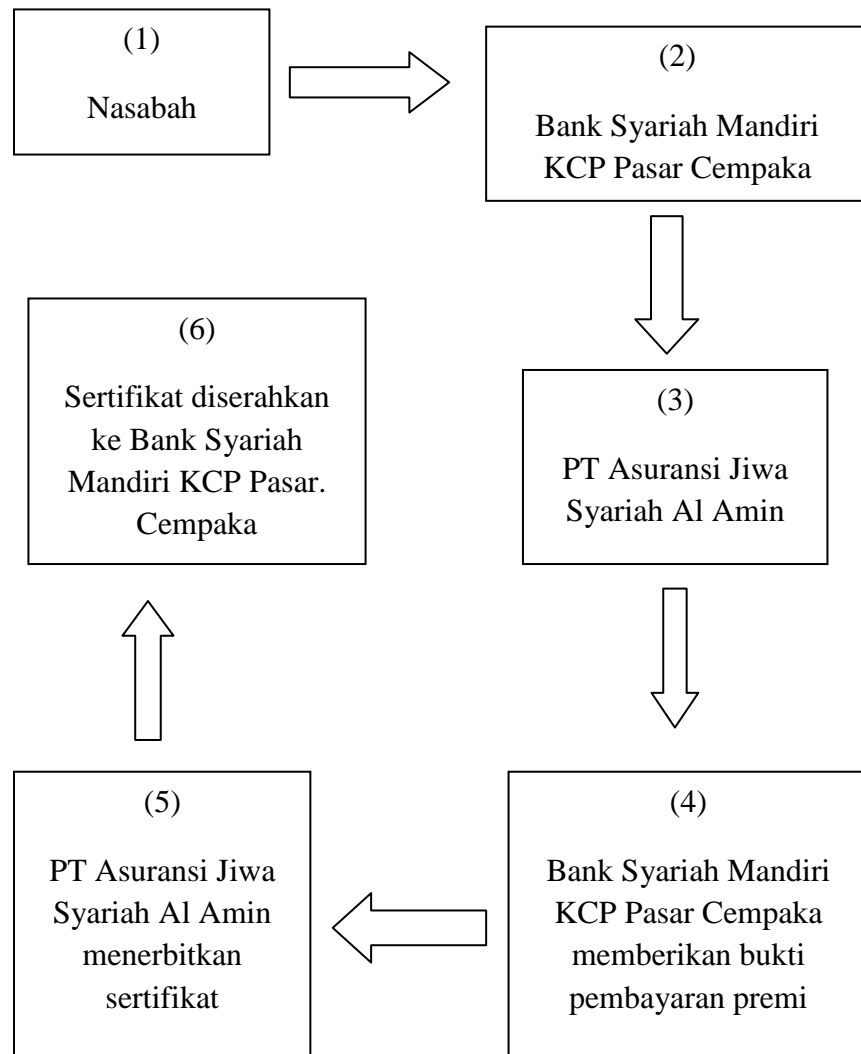 (1)
Nasabah
(2)
Bank Syariah Mandiri
KCP Pasar Cempaka
(3)
PT Asuransi Jiwa
Syariah Al Amin
(4)
Bank Syariah Mandiri
KCP Pasar Cempaka
memberikan bukti
pembayaran premi
(5)
PT Asuransi Jiwa
Syariah Al Amin
menerbitkan
sertifikat
(6)
Sertifikat diserahkan
ke Bank Syariah
Mandiri KCP Pasar.
Cempaka